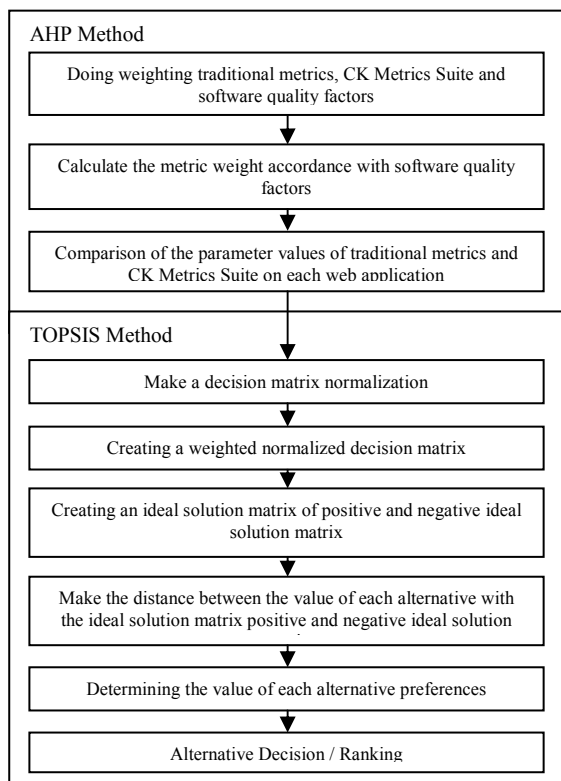 AHP Method
Doing weighting traditional metrics, CK Metrics Suite and
software quality factors
Calculate the metric weight accordance with software quality
factors
Comparison of the parameter values of traditional metrics and
CK Metrics Suite on each web application
TOPSIS Method
Make a decision matrix normalization
Creating a weighted normalized decision matrix
Creating an ideal solution matrix of positive and negative ideal
solution matrix
Make the distance between the value of each alternative with
the ideal solution matrix positive and negative ideal solution
Determining the value of each alternative preferences
Alternative Decision / Ranking